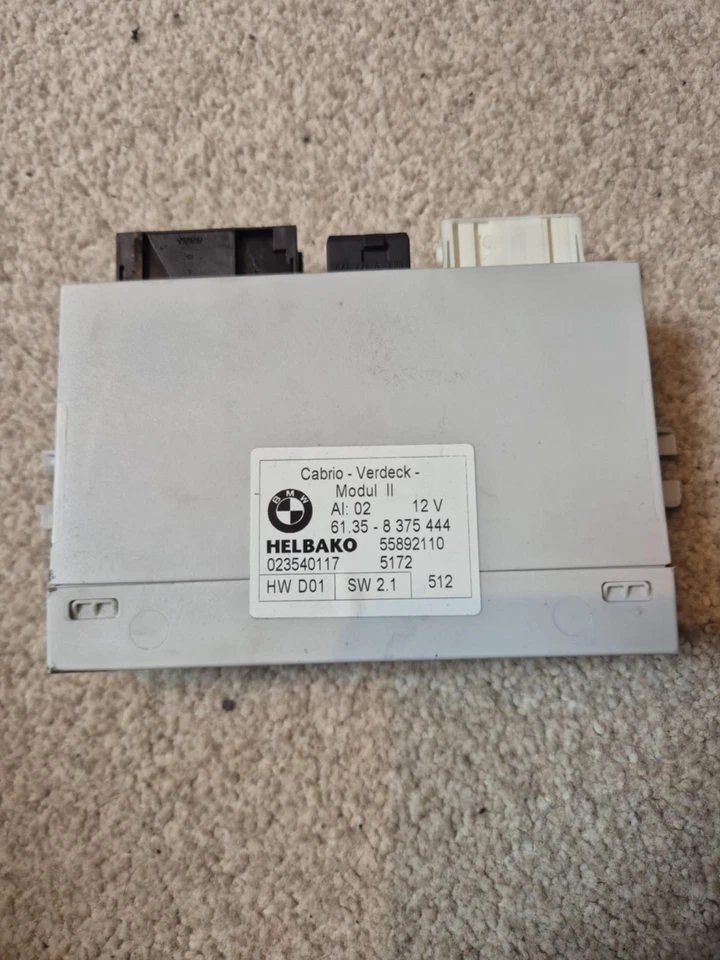 Cabrio - Verdeck -
Modul II
BMW
AI: 02 12 V
61.35 - 8 375 444
HELBAKO 55892110
023540117 5172
HW D01 SW 2.1 512